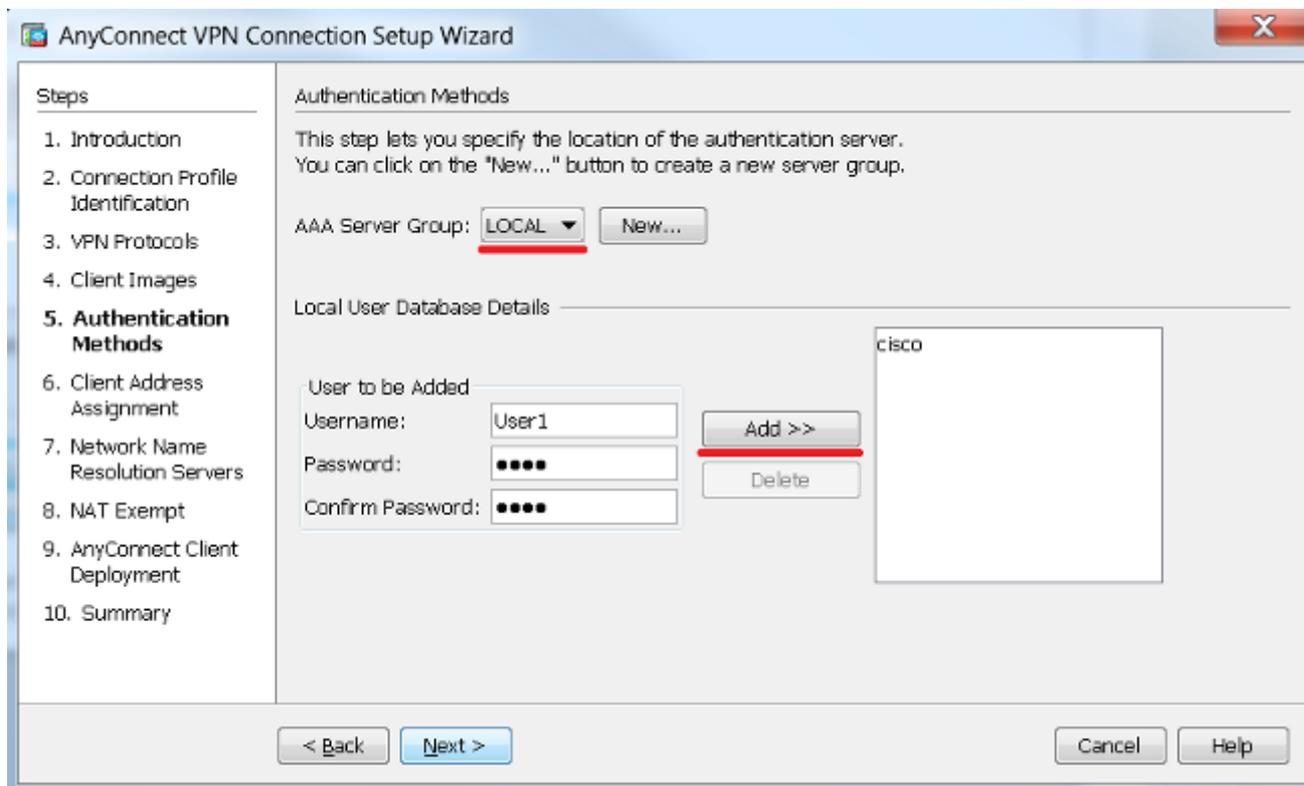 AnyConnect VPN Connection Setup Wizard
Steps
1. Introduction
2. Connection Profile
Identification
3. VPN Protocols
4. Client Images
5. Authentication
Methods
6. Client Address
Assignment
7. Network Name
Resolution Servers
8. NAT Exempt
9. AnyConnect Client
Deployment
10. Summary
Authentication Methods
This step lets you specify the location of the authentication server.
You can click on the "New..." button to create a new server group.
AAA Server Group: LOCAL New...
Local User Database Details
User to be Added
Username: User1
Password: ••••
Confirm Password: ••••
Add >>
Delete
cisco
< Back Next > Cancel Help